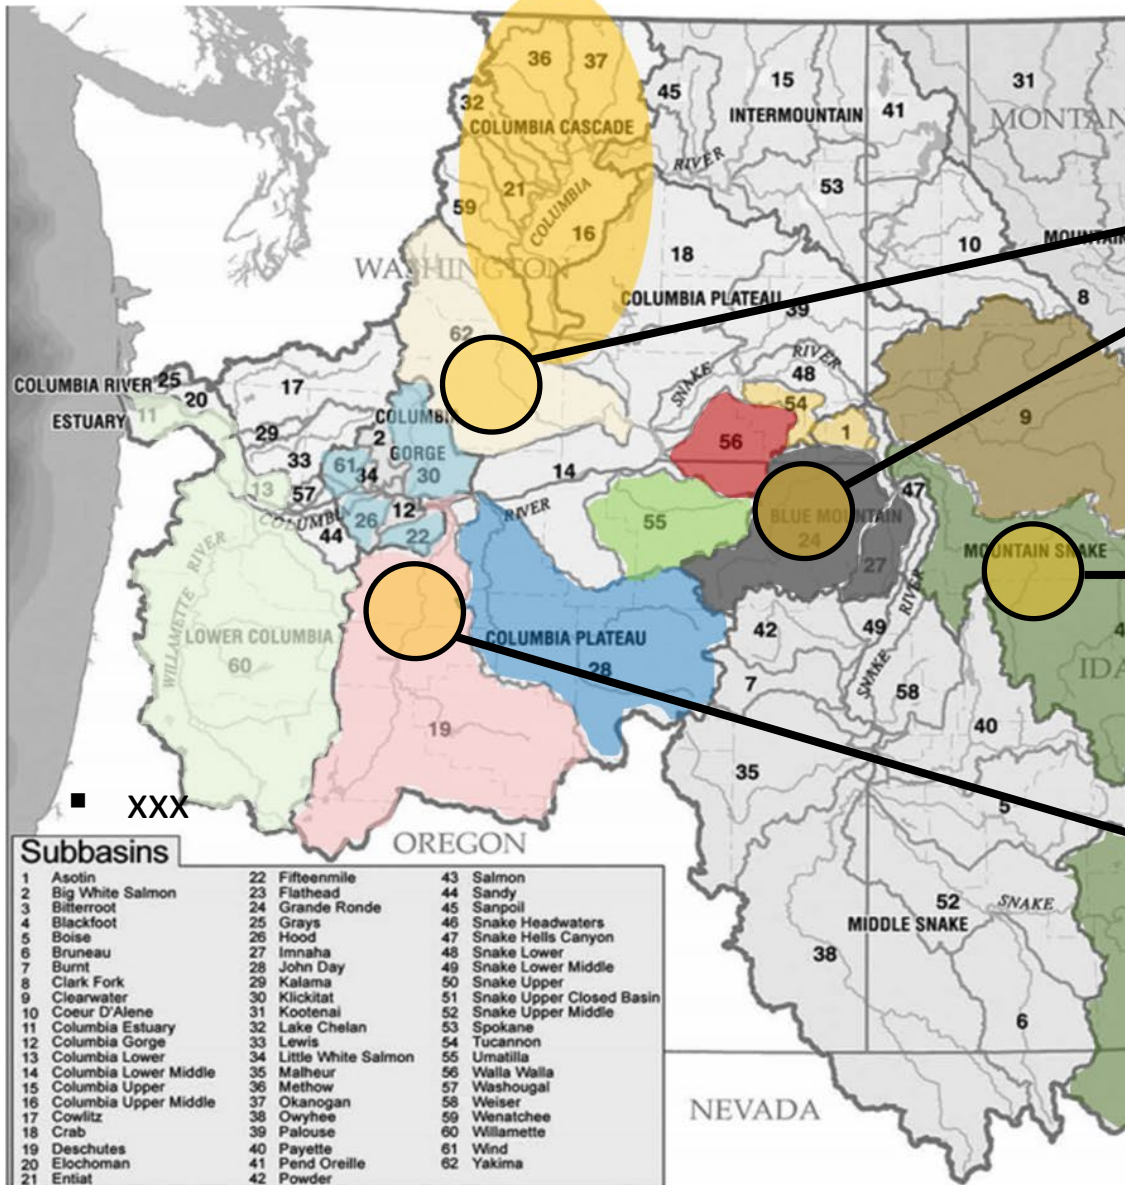 36 37
15
31
32
45
INTERMOUNTAIN
41
COLUMBIA CASCADE
MONTAN
RIVER
21
53
59
COLUMBIA
16
10
MOUNTAIN
WASHINGTON
18
8
COLUMBIA PLATEAU
39
62
RIVER
COLUMBIA RIVER 25
ESTUARY
20
17
SNAKE
48
11
COLUMBIA
GORGE
54
9
29
2
1
56
33
61
34
30
14
13
57
12
47
COLUMBIA
26
22
RIVER
55
BLUE MOUNTAIN
24
44
27
MOUNTAIN SNAKE
WILLAMETTE RIVER
RIVER
LOWER COLUMBIA
60
COLUMBIA PLATEAU
28
42
49
4
IDA
7
SNAKE
58
19
40
35
5
▪ XXX
OREGON
52
SNAKE
MIDDLE SNAKE
38
6
NEVADA
Subbasins
1 Asotin
2 Big White Salmon
3 Bitterroot
4 Blackfoot
5 Boise
6 Bruneau
7 Burnt
8 Clark Fork
9 Clearwater
10 Coeur D'Alene
11 Columbia Estuary
12 Columbia Gorge
13 Columbia Lower
14 Columbia Lower Middle
15 Columbia Upper
16 Columbia Upper Middle
17 Cowlitz
18 Crab
19 Deschutes
20 Elochoman
21 Entiat
22 Fifteenmile
23 Flathead
24 Grande Ronde
25 Grays
26 Hood
27 Imnaha
28 John Day
29 Kalama
30 Klickitat
31 Kootenai
32 Lake Chelan
33 Lewis
34 Little White Salmon
35 Malheur
36 Methow
37 Okanogan
38 Owyhee
39 Palouse
40 Payette
41 Pend Oreille
42 Powder
43 Salmon
44 Sandy
45 Sanpoil
46 Snake Headwaters
47 Snake Hells Canyon
48 Snake Lower
49 Snake Lower Middle
50 Snake Upper
51 Snake Upper Closed Basin
52 Snake Upper Middle
53 Spokane
54 Tucannon
55 Umatilla
56 Walla Walla
57 Washougal
58 Weiser
59 Wenatchee
60 Willamette
61 Wind
62 Yakima